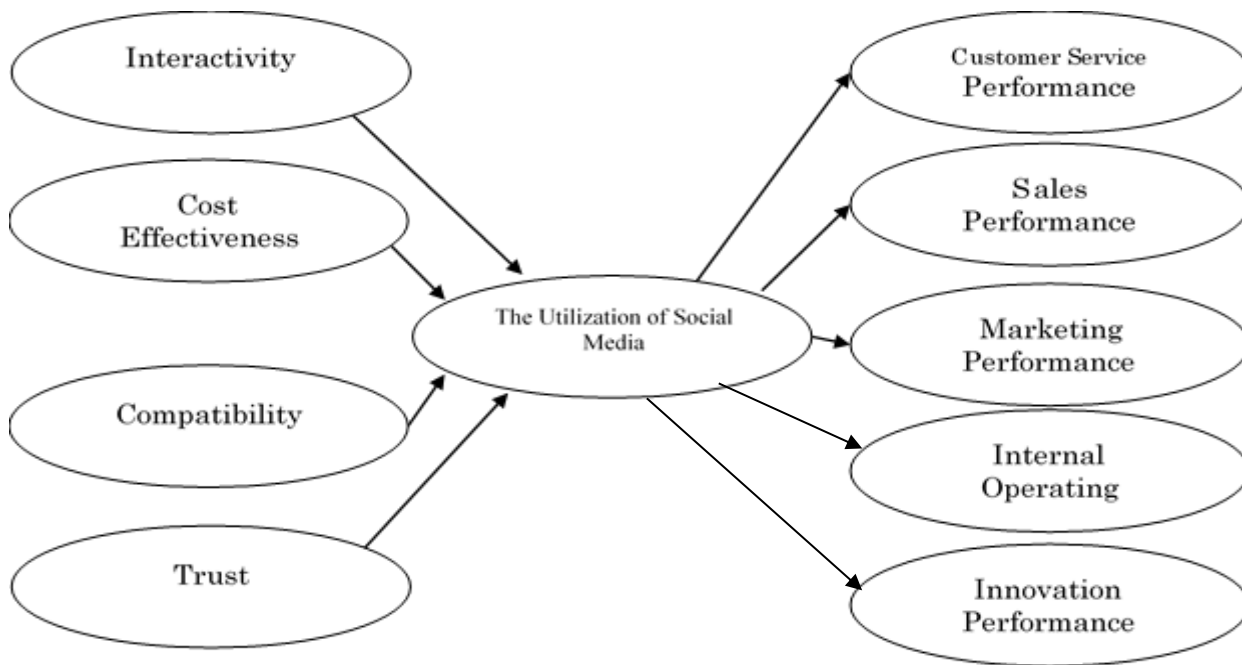 Interactivity
Cost
Effectiveness
Compatibility
Trust
The Utilization of Social
Media
Customer Service
Performance
Sales
Performance
Marketing
Performance
Internal
Operating
Innovation
Performance